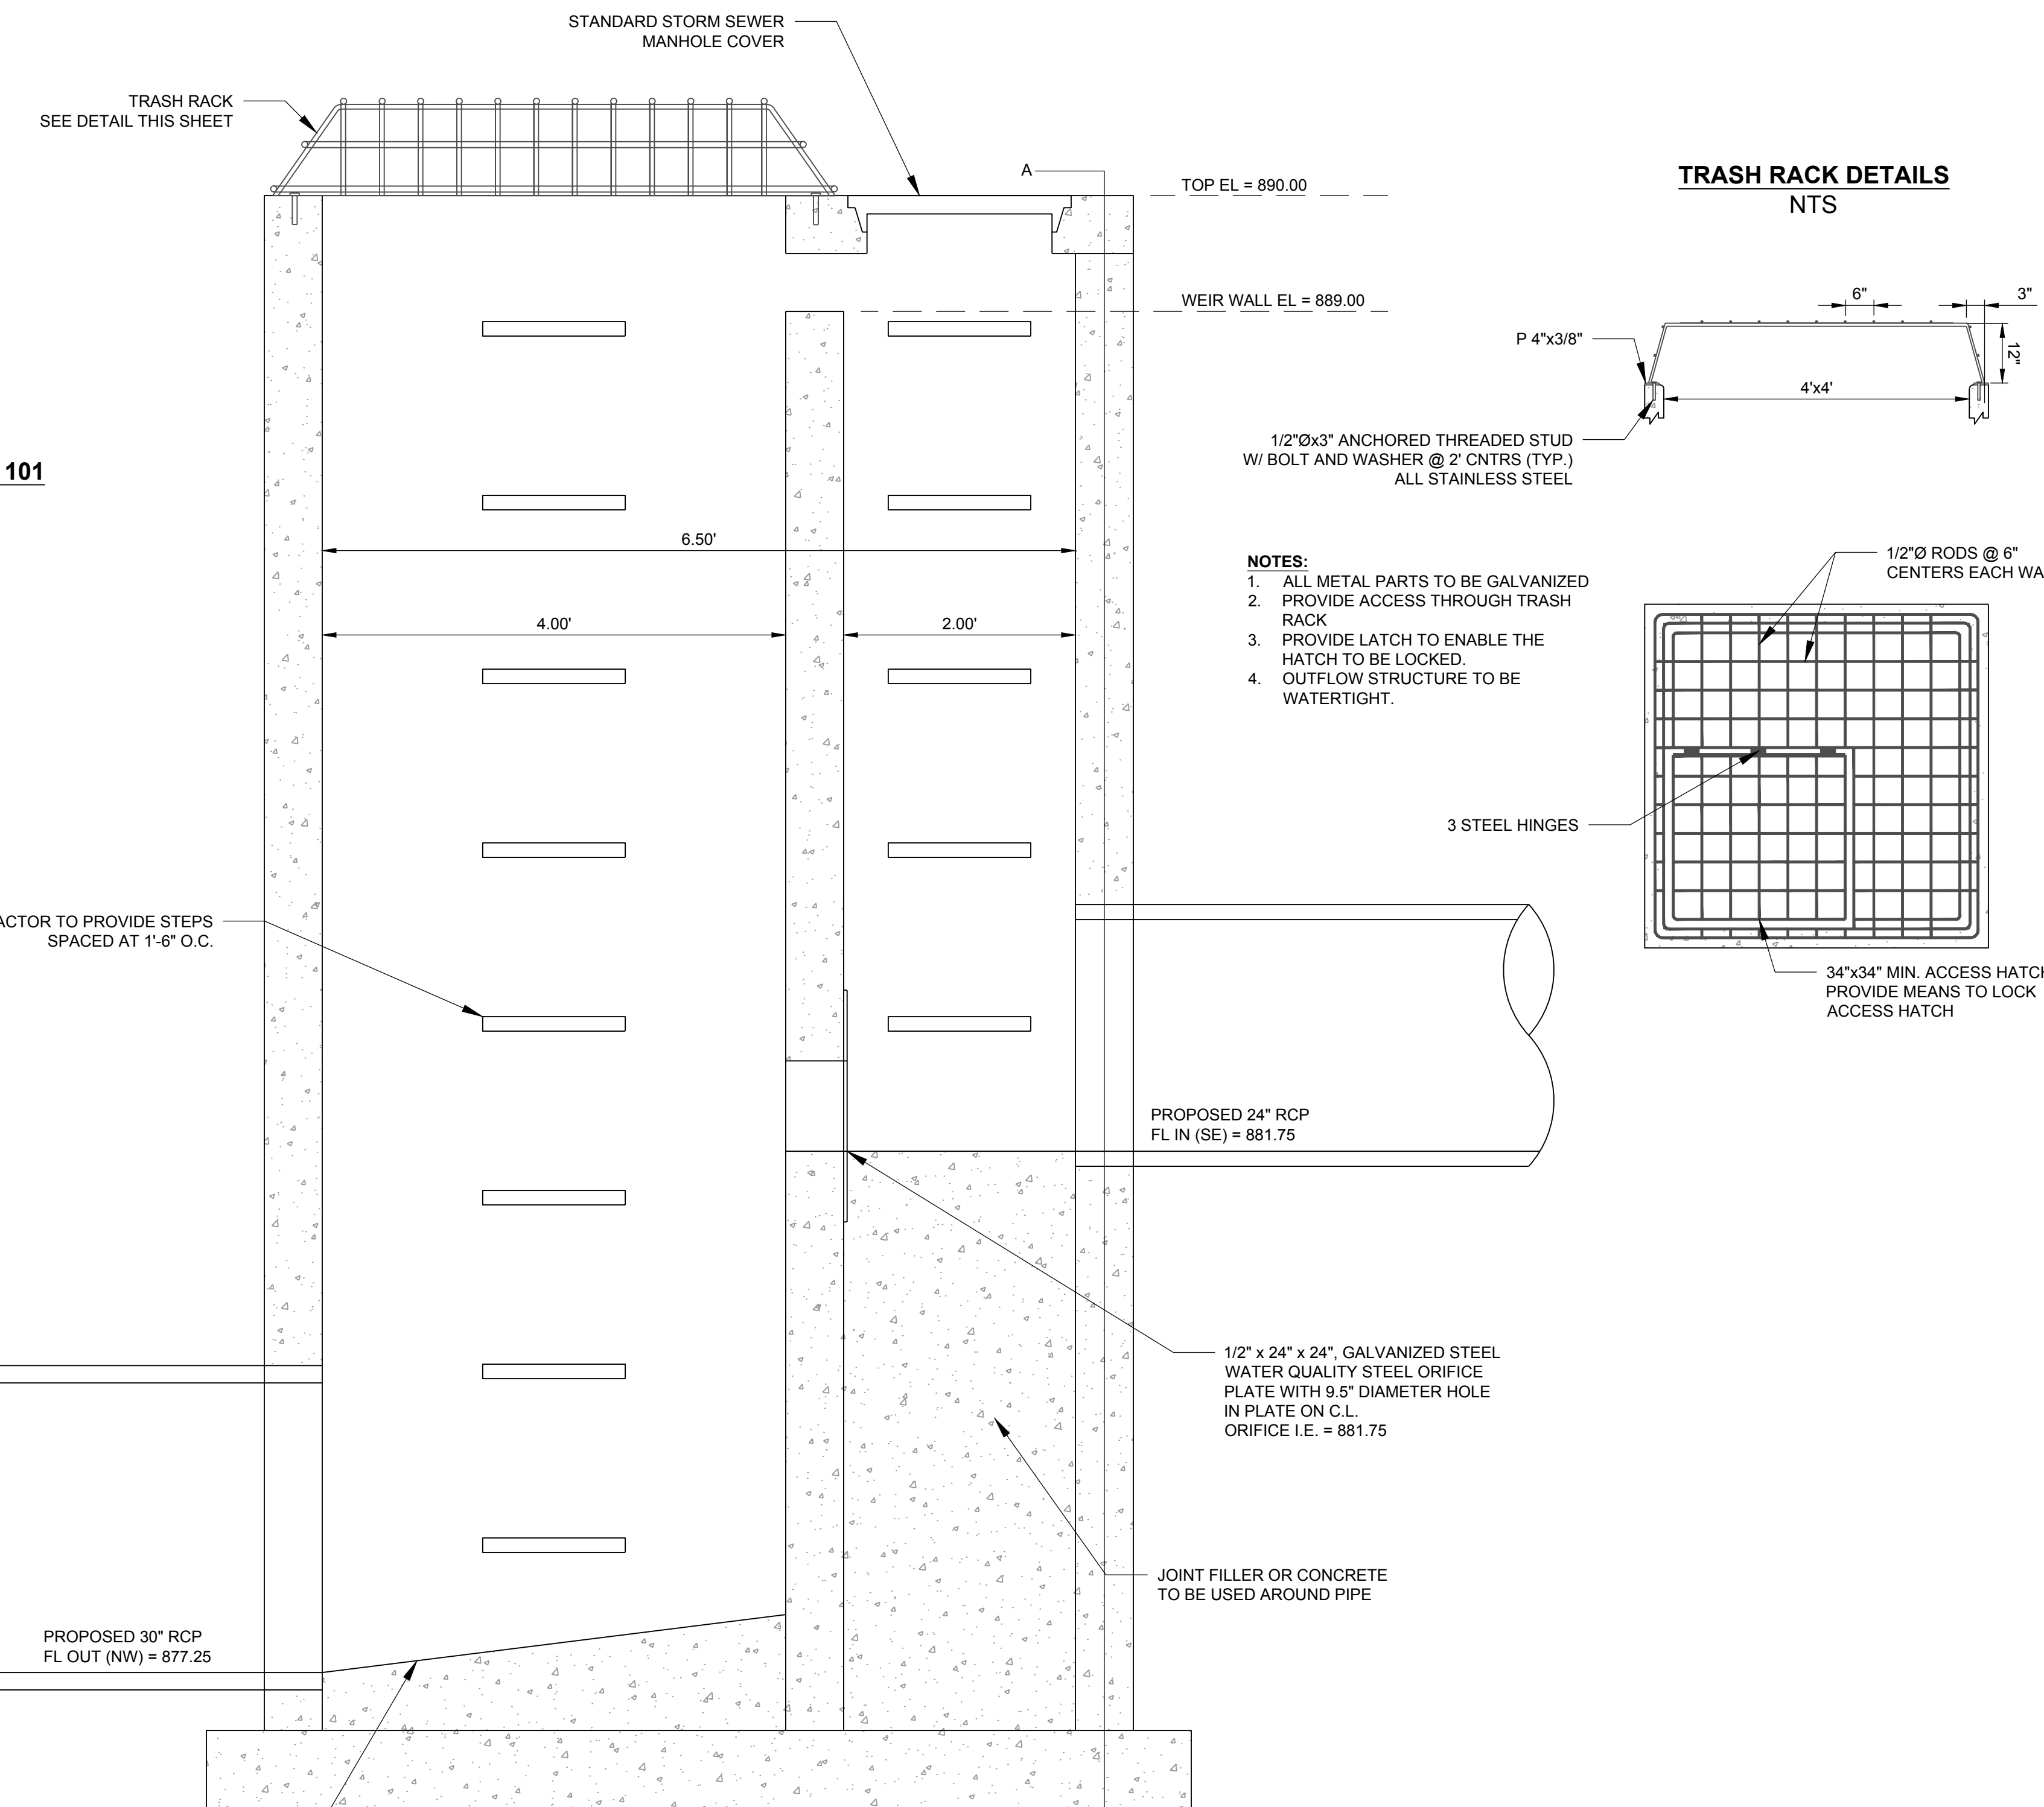 STANDARD STORM SEWER
MANHOLE COVER
TRASH RACK
SEE DETAIL THIS SHEET
A
TOP EL = 890.00
WEIR WALL EL = 889.00
101
6.50'
4.00'
2.00'
TO PROVIDE STEPS
SPACED AT 1'-6" O.C.
PROPOSED 24" RCP
FL IN (SE) = 881.75
1/2" x 24" x 24", GALVANIZED STEEL
WATER QUALITY STEEL ORIFICE
PLATE WITH 9.5" DIAMETER HOLE
IN PLATE ON C.L.
ORIFICE I.E. = 881.75
JOINT FILLER OR CONCRETE
TO BE USED AROUND PIPE
PROPOSED 30" RCP
FL OUT (NW) = 877.25
TRASH RACK DETAILS
NTS
6"
3"
12"
P 4"x3/8"
4'x4'
1/2"Øx3" ANCHORED THREADED STUD
W/ BOLT AND WASHER @ 2' CNTRS (TYP.)
ALL STAINLESS STEEL
NOTES:
1. ALL METAL PARTS TO BE GALVANIZED
2. PROVIDE ACCESS THROUGH TRASH
RACK
3. PROVIDE LATCH TO ENABLE THE
HATCH TO BE LOCKED.
4. OUTFLOW STRUCTURE TO BE
WATERTIGHT.
1/2"Ø RODS @ 6"
CENTERS EACH
3 STEEL HINGES
34"x34" MIN. ACCESS
PROVIDE MEANS TO LOCK
ACCESS HATCH